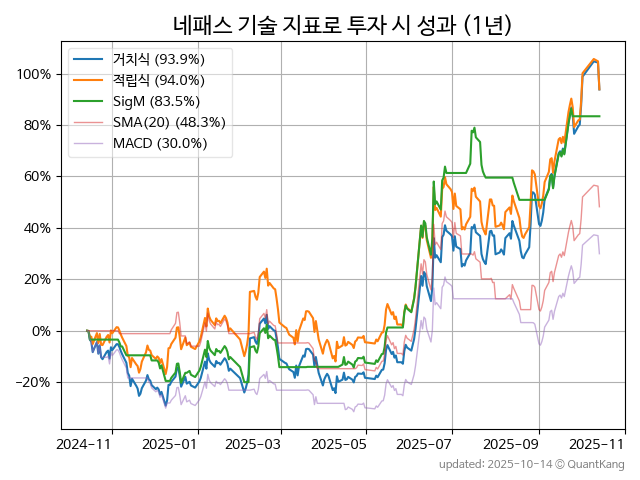 네패스 기술 지표로 투자 시 성과 (1년)
거치식 (93.9%)
적립식 (94.0%)
SigM (83.5%)
SMA(20) (48.3%)
MACD (30.0%)
100%
80%
60%
40%
20%
0%
−20%
2024-11
2025-01
2025-03
2025-05
2025-07
2025-09
2025-11
updated: 2025-10-14 © QuantKang